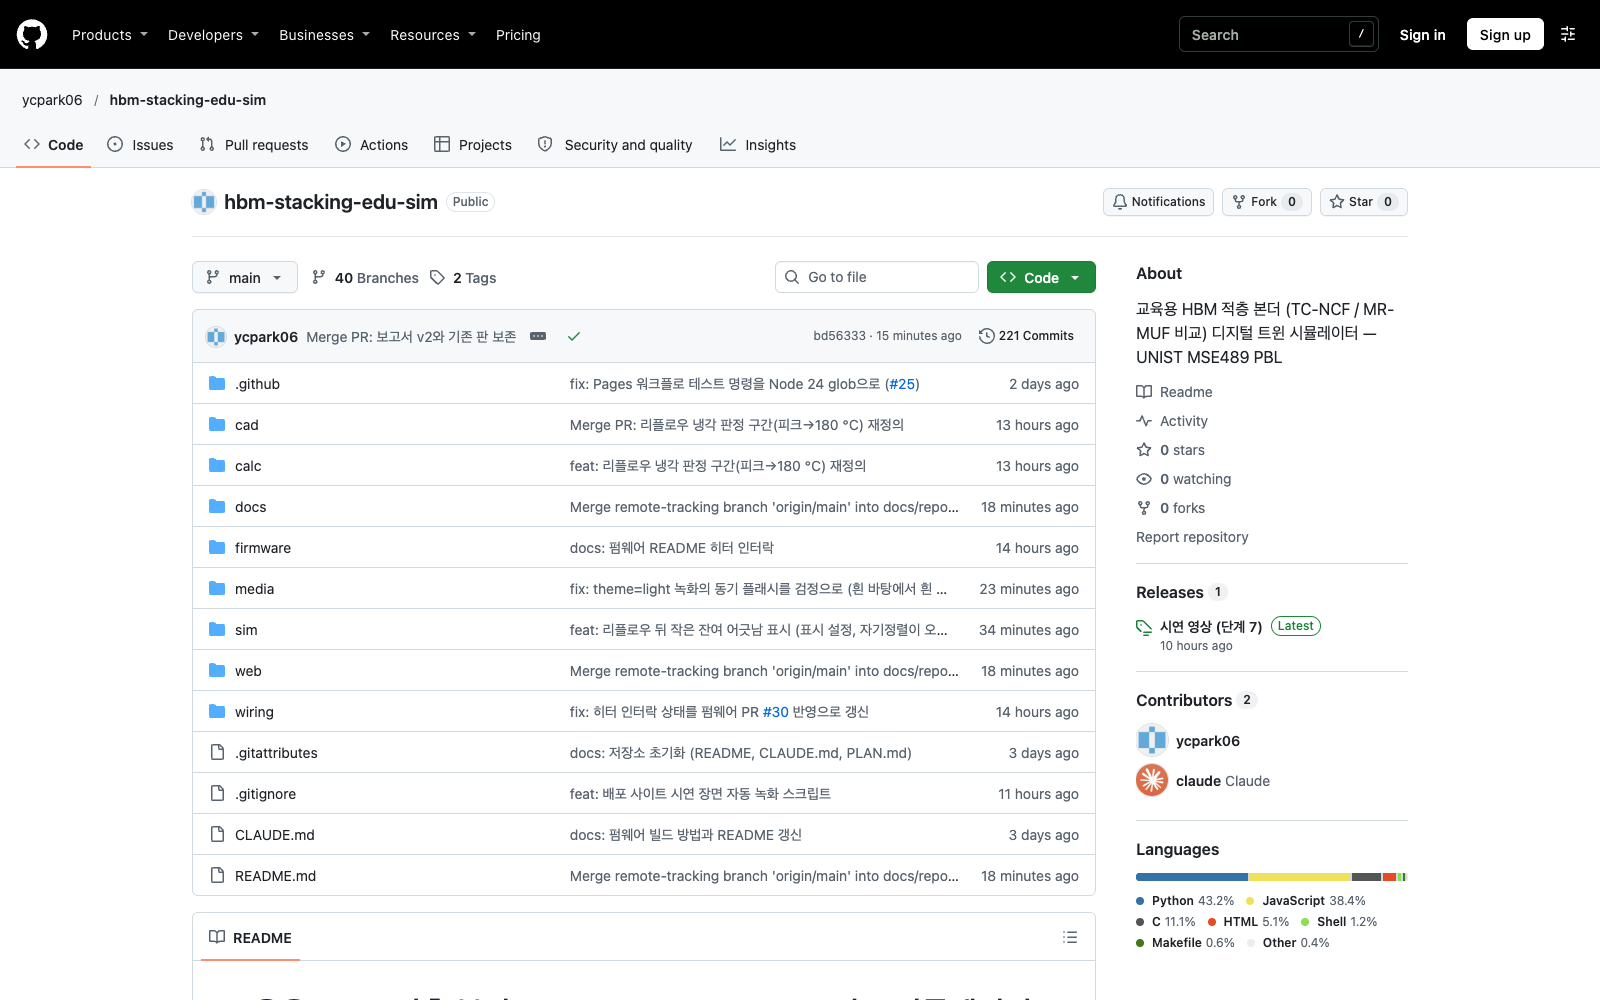 Products Developers Businesses Resources Pricing Search / Sign in Sign up
ycpark06 / hbm-stacking-edu-sim
Code Issues Pull requests Actions Projects Security and quality Insights
hbm-stacking-edu-sim Public Notifications Fork 0 Star 0
main 40 Branches 2 Tags Go to file Code
ycpark06 Merge PR: 보고서 v2와 기존 판 보존 bd56333 · 15 minutes ago 221 Commits
.github fix: Pages 워크플로 테스트 명령을 Node 24 glob으로 (#25) 2 days ago
cad Merge PR: 리플로우 냉각 판정 구간(피크→180 °C) 재정의 13 hours ago
calc feat: 리플로우 냉각 판정 구간(피크→180 °C) 재정의 13 hours ago
docs Merge remote-tracking branch 'origin/main' into docs/repo... 18 minutes ago
firmware docs: 펌웨어 README 히터 인터락 14 hours ago
media fix: theme=light 녹화의 동기 플래시를 검정으로 (흰 바탕에서 흰 ... 23 minutes ago
sim feat: 리플로우 뒤 작은 잔여 어긋남 표시 (표시 설정, 자기정렬이 오... 34 minutes ago
web Merge remote-tracking branch 'origin/main' into docs/repo... 18 minutes ago
wiring fix: 히터 인터락 상태를 펌웨어 PR #30 반영으로 갱신 14 hours ago
.gitattributes docs: 저장소 초기화 (README, CLAUDE.md, PLAN.md) 3 days ago
.gitignore feat: 배포 사이트 시연 장면 자동 녹화 스크립트 11 hours ago
CLAUDE.md docs: 펌웨어 빌드 방법과 README 갱신 3 days ago
README.md Merge remote-tracking branch 'origin/main' into docs/repo... 18 minutes ago
README
About
교육용 HBM 적층 본더 (TC-NCF / MR-
MUF 비교) 디지털 트윈 시뮬레이터 —
UNIST MSE489 PBL
Readme
Activity
0 stars
0 watching
0 forks
Report repository
Releases 1
시연 영상 (단계 7) Latest
10 hours ago
Contributors 2
ycpark06
claude Claude
Languages
Python 43.2% JavaScript 38.4%
C 11.1% HTML 5.1% Shell 1.2%
Makefile 0.6% Other 0.4%